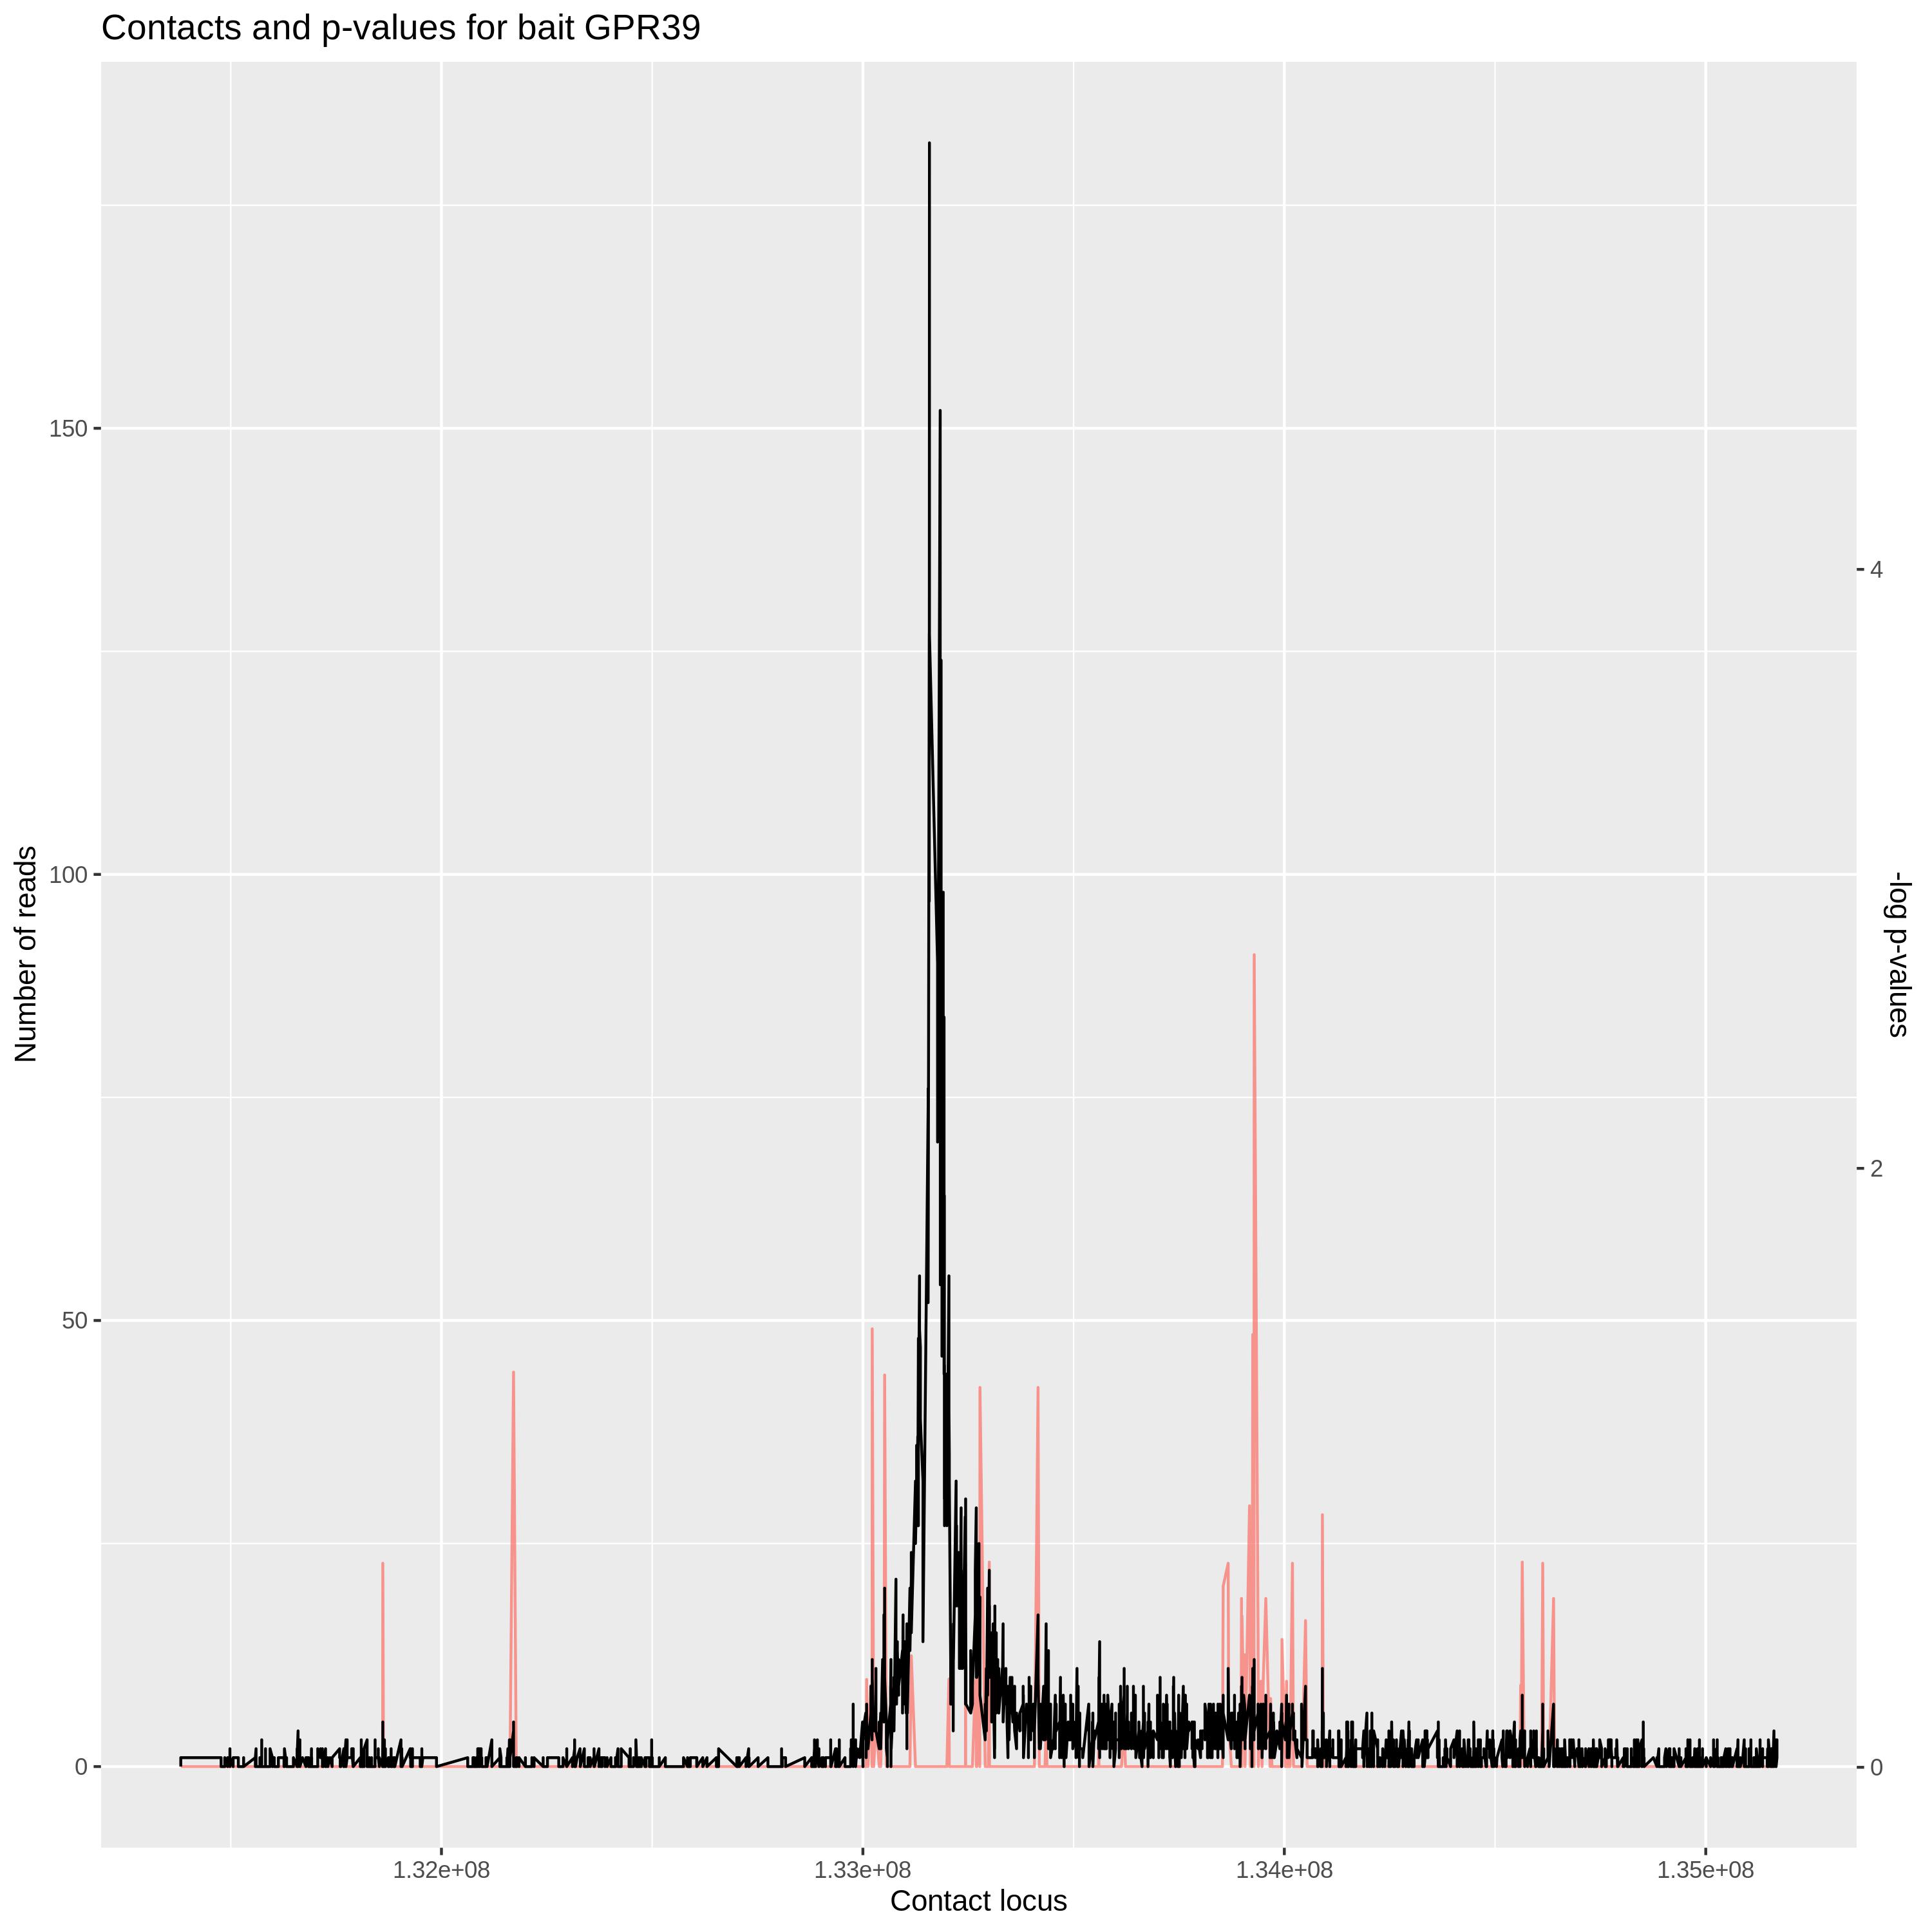 Contacts and p-values for bait GPR39
150
100
50
0
Number of reads
4
2
0
-log p-values
1.32e+08
1.33e+08
1.34e+08
1.35e+08
Contact locus